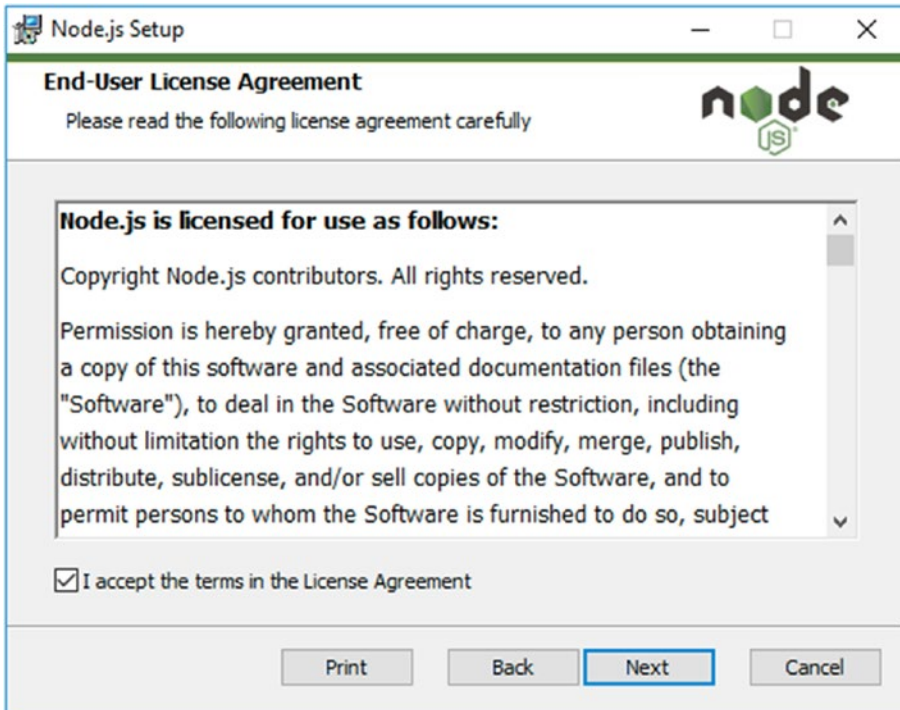 Node.js Setup
End-User License Agreement
Please read the following license agreement carefully
node
JS
Node.js is licensed for use as follows:
Copyright Node.js contributors. All rights reserved.
Permission is hereby granted, free of charge, to any person obtaining
a copy of this software and associated documentation files (the
"Software"), to deal in the Software without restriction, including
without limitation the rights to use, copy, modify, merge, publish,
distribute, sublicense, and/or sell copies of the Software, and to
permit persons to whom the Software is furnished to do so, subject
I accept the terms in the License Agreement
Print Back Next Cancel